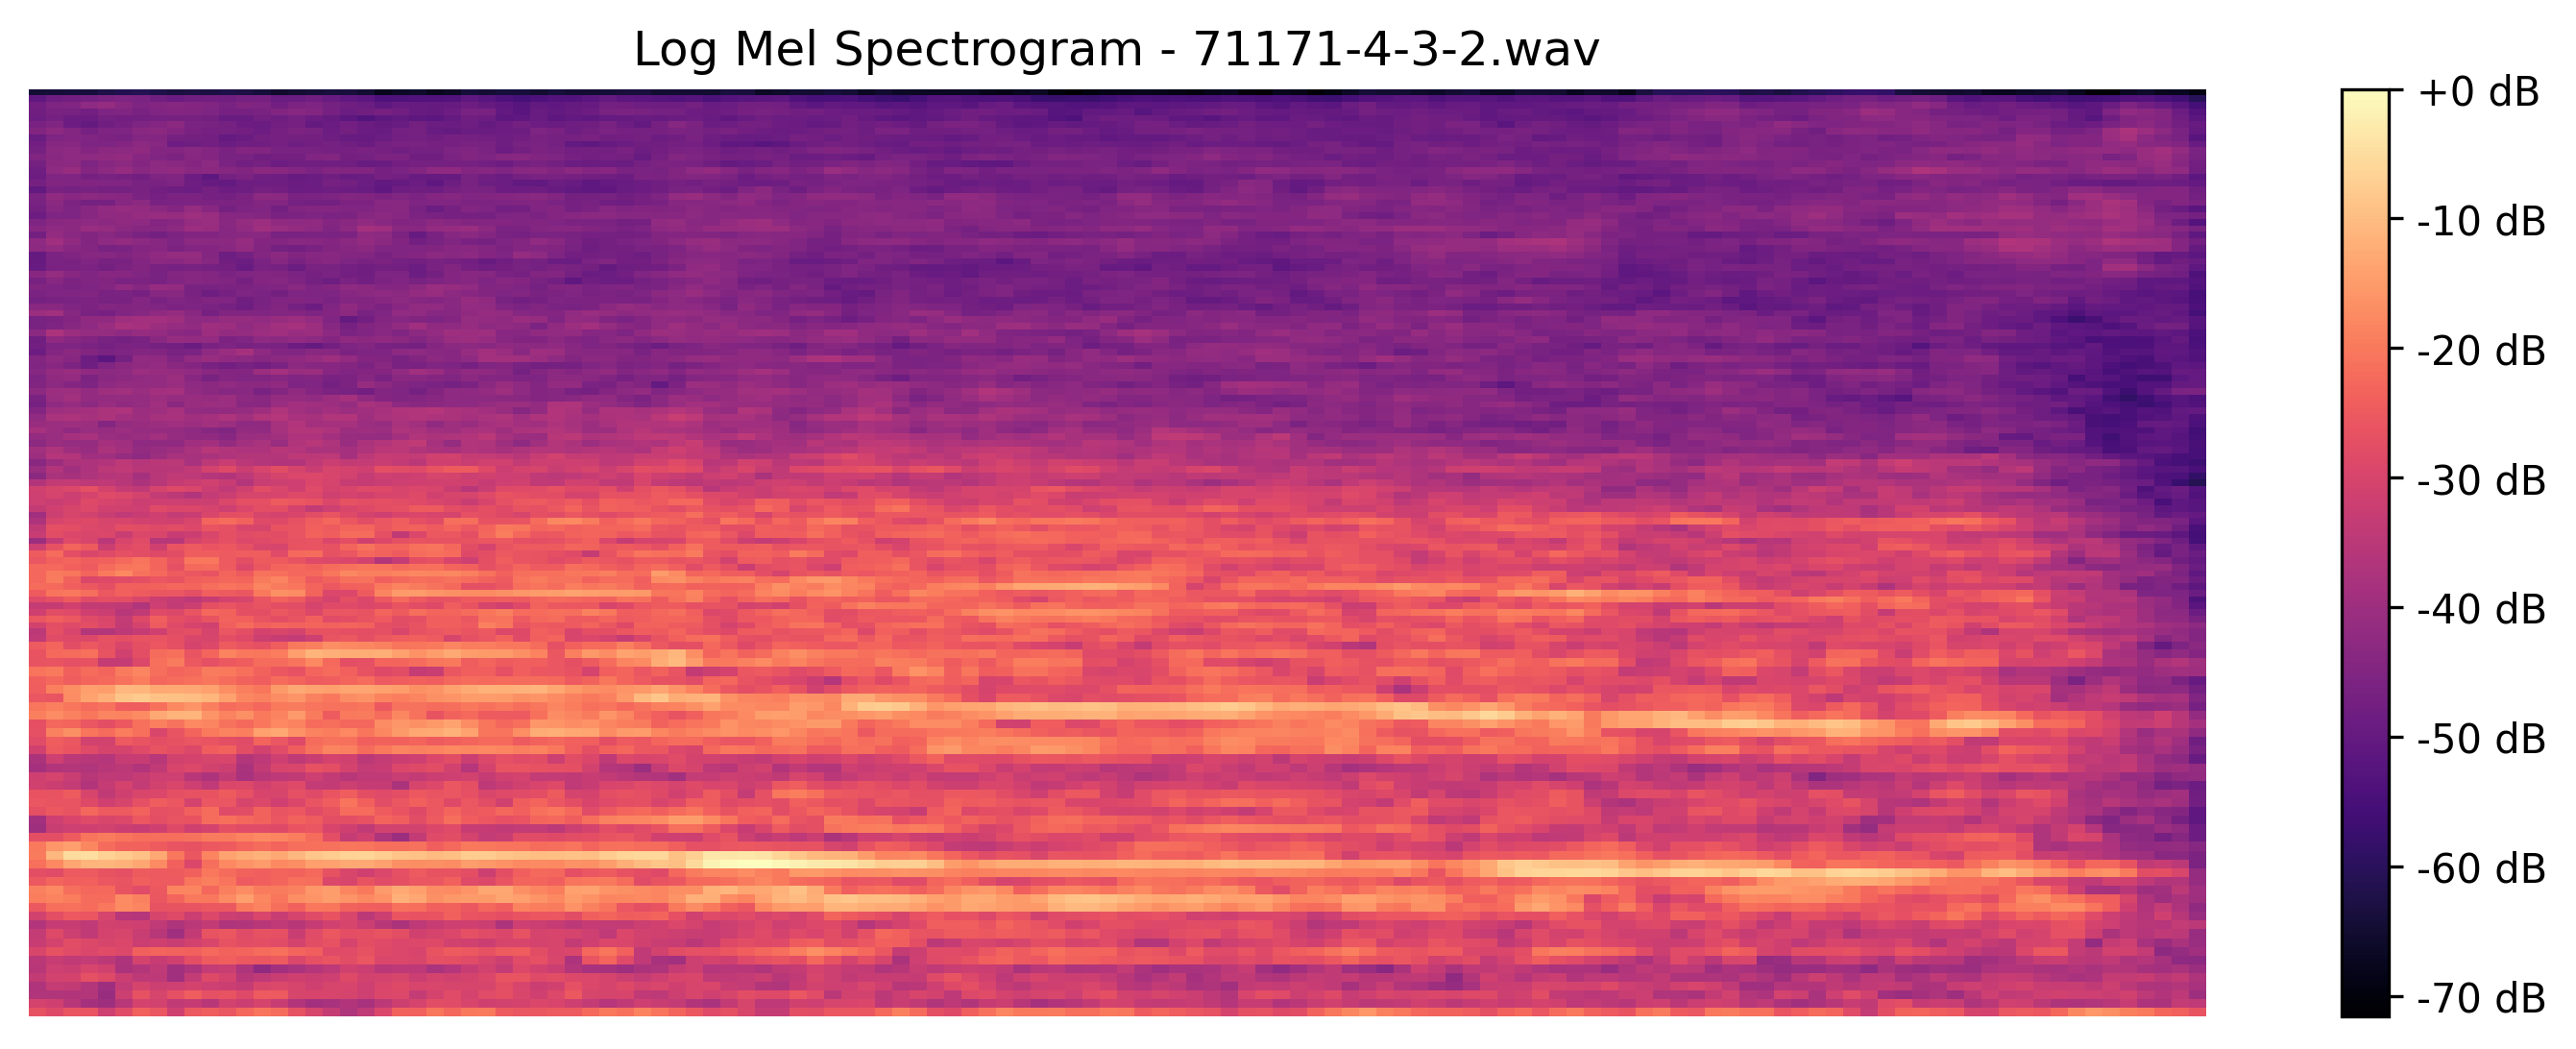 Log Mel Spectrogram - 71171-4-3-2.wav
+0 dB
-10 dB
-20 dB
-30 dB
-40 dB
-50 dB
-60 dB
-70 dB